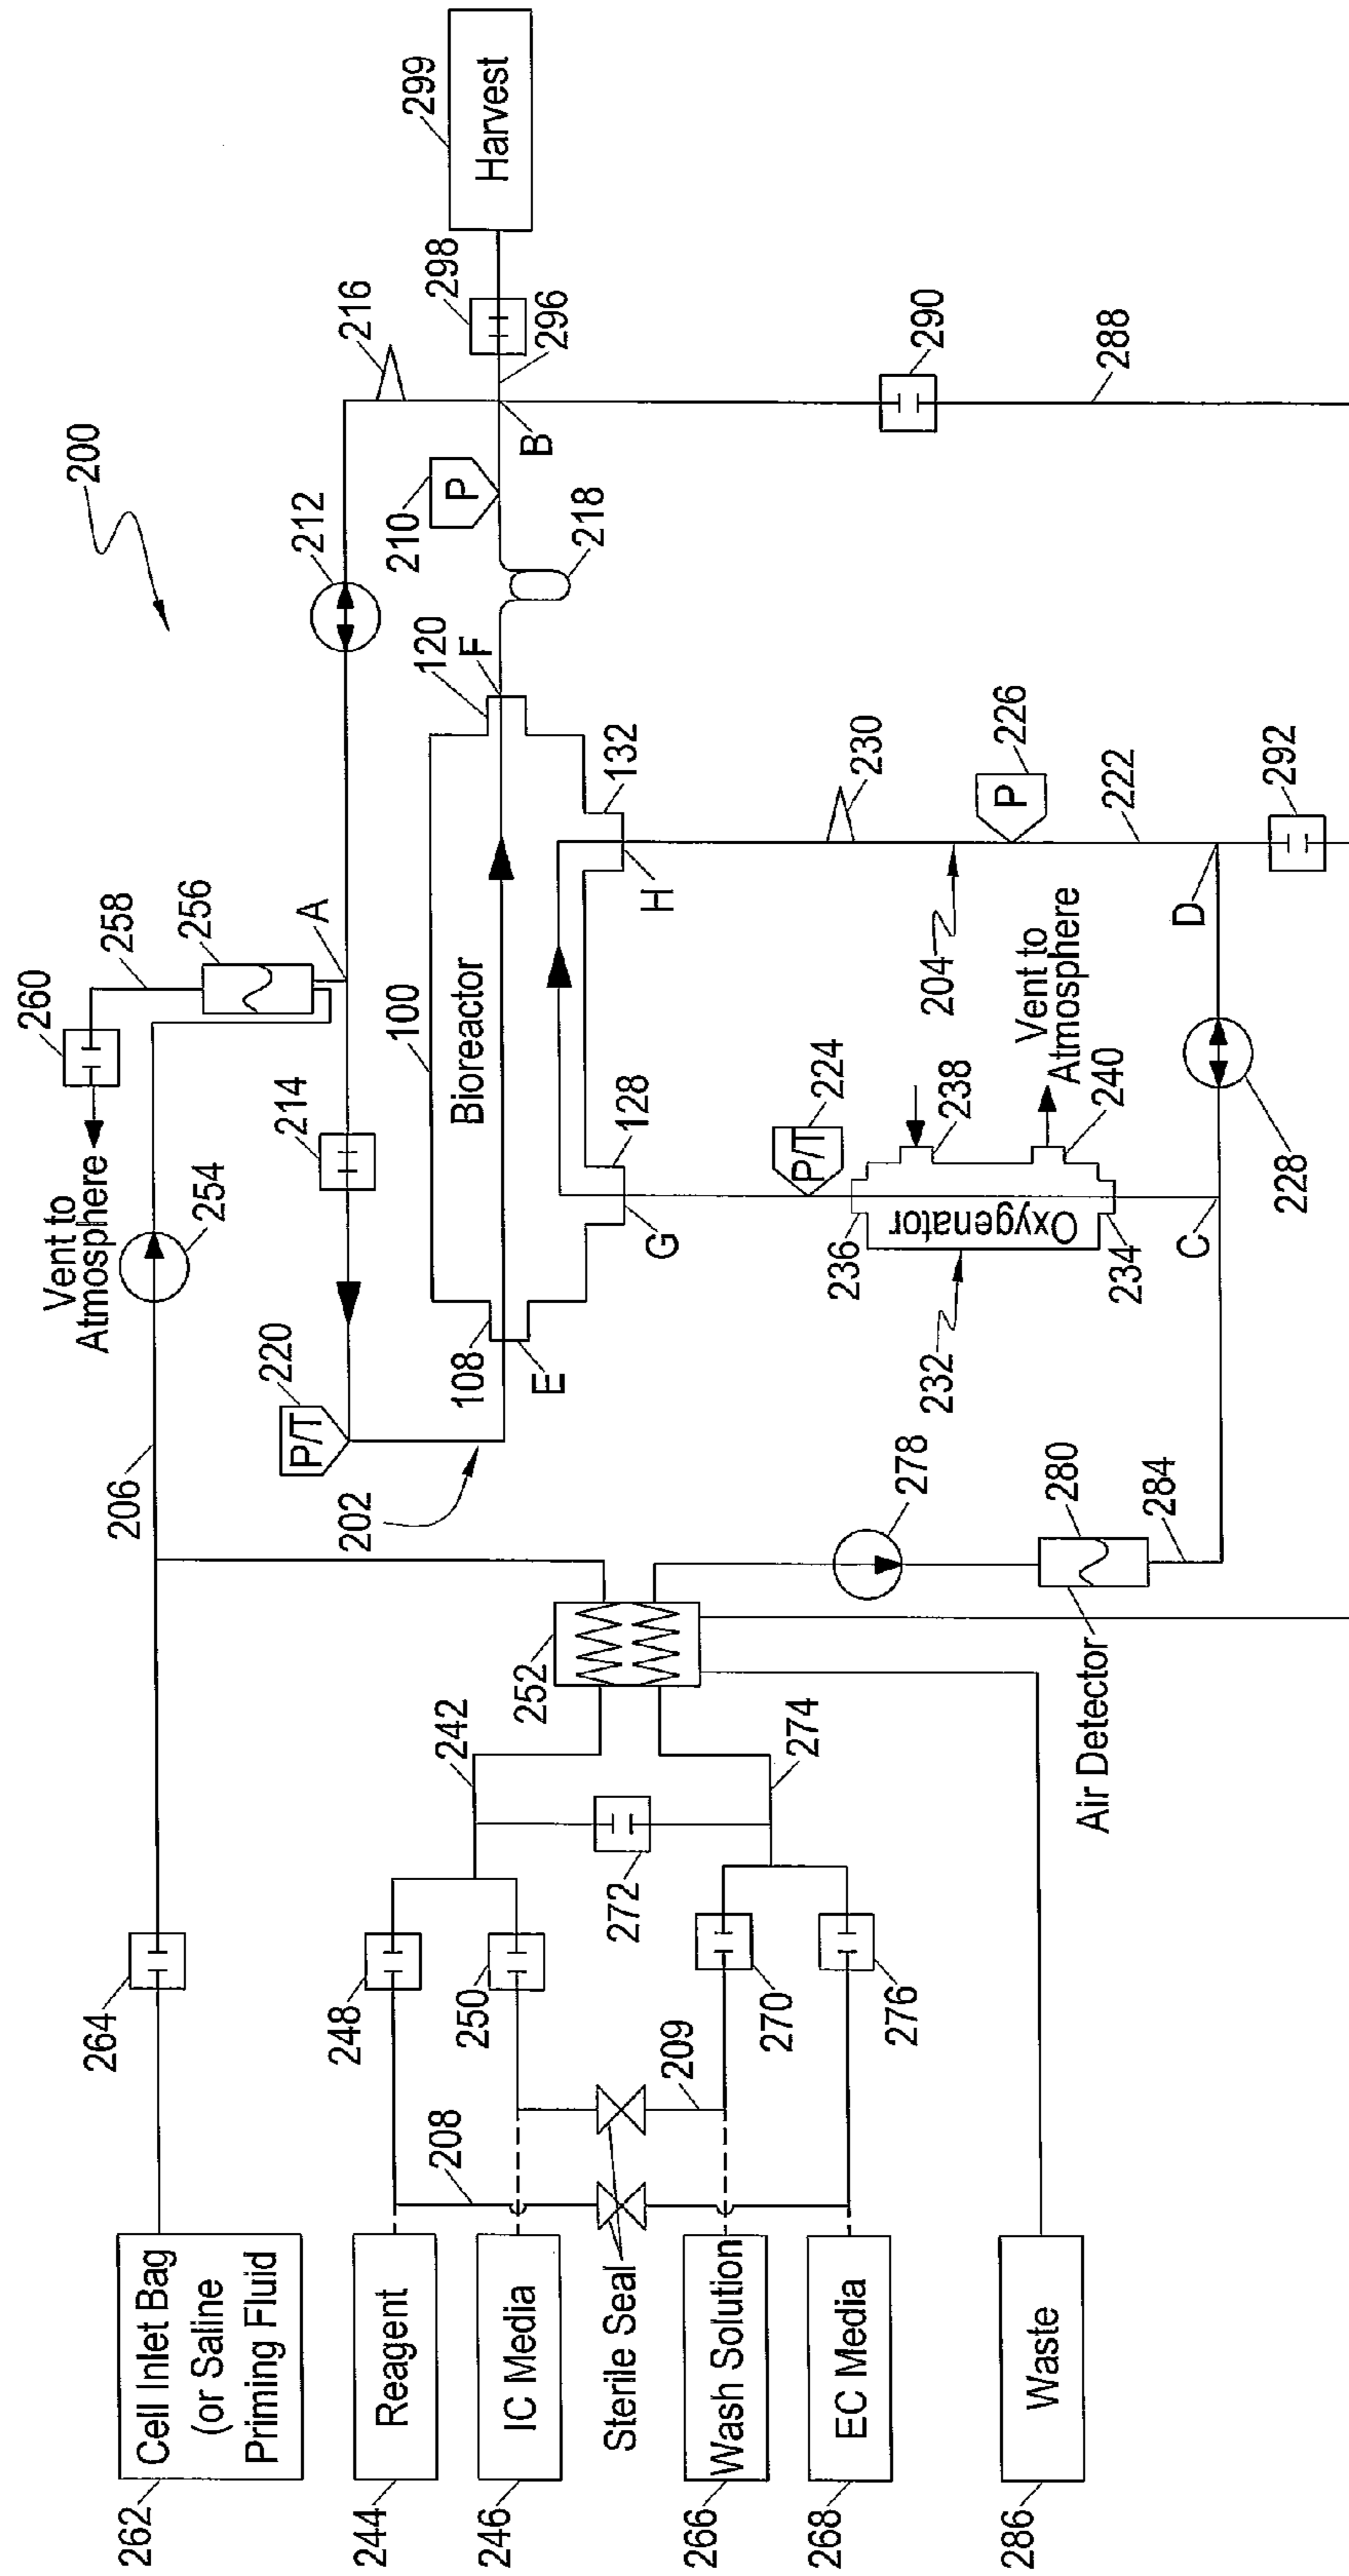 200
260
Vent to
Atmosphere
258
256
A
254
206
264
262
Cell Inlet Bag
(or Saline
Priming Fluid
212
216
214
220
P/T
202
100
Bioreactor
108
E
120
F
218
210
P
B
296
298
299
Harvest
290
288
128
G
132
H
230
204
226
P
222
D
292
224
P/T
236
238
Oxygenator
232
234
240
Vent to
Atmosphere
C
228
278
280
284
Air Detector
252
242
274
272
248
250
270
276
208
209
Sterile Seal
244
Reagent
246
IC Media
266
Wash Solution
268
EC Media
286
Waste